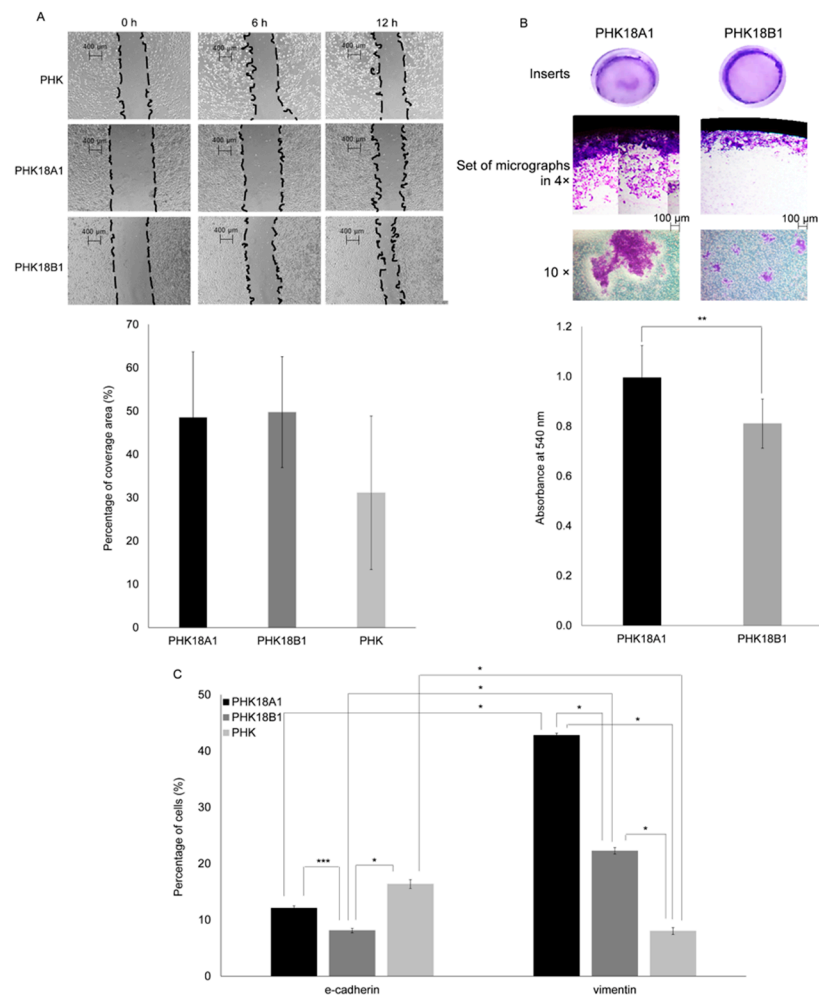 A
0 h
6 h
12 h
PHK
400 μm
400 μm
400 μm
PHK18A1
400 μm
400 μm
400 μm
PHK18B1
400 μm
400 μm
400 μm
B
PHK18A1
PHK18B1
Inserts
Set of micrographs
in 4×
100 μm
100 μm
10 ×
Percentage of coverage area (%)
70
60
50
40
30
20
10
0
PHK18A1
PHK18B1
PHK
Absorbance at 540 nm
1.2
1.0
0.8
0.6
0.4
0.2
0.0
**
PHK18A1
PHK18B1
C
Percentage of cells (%)
50
40
30
20
10
0
PHK18A1
PHK18B1
PHK
*
*
*
*
*
*
***
*
e-cadherin
vimentin